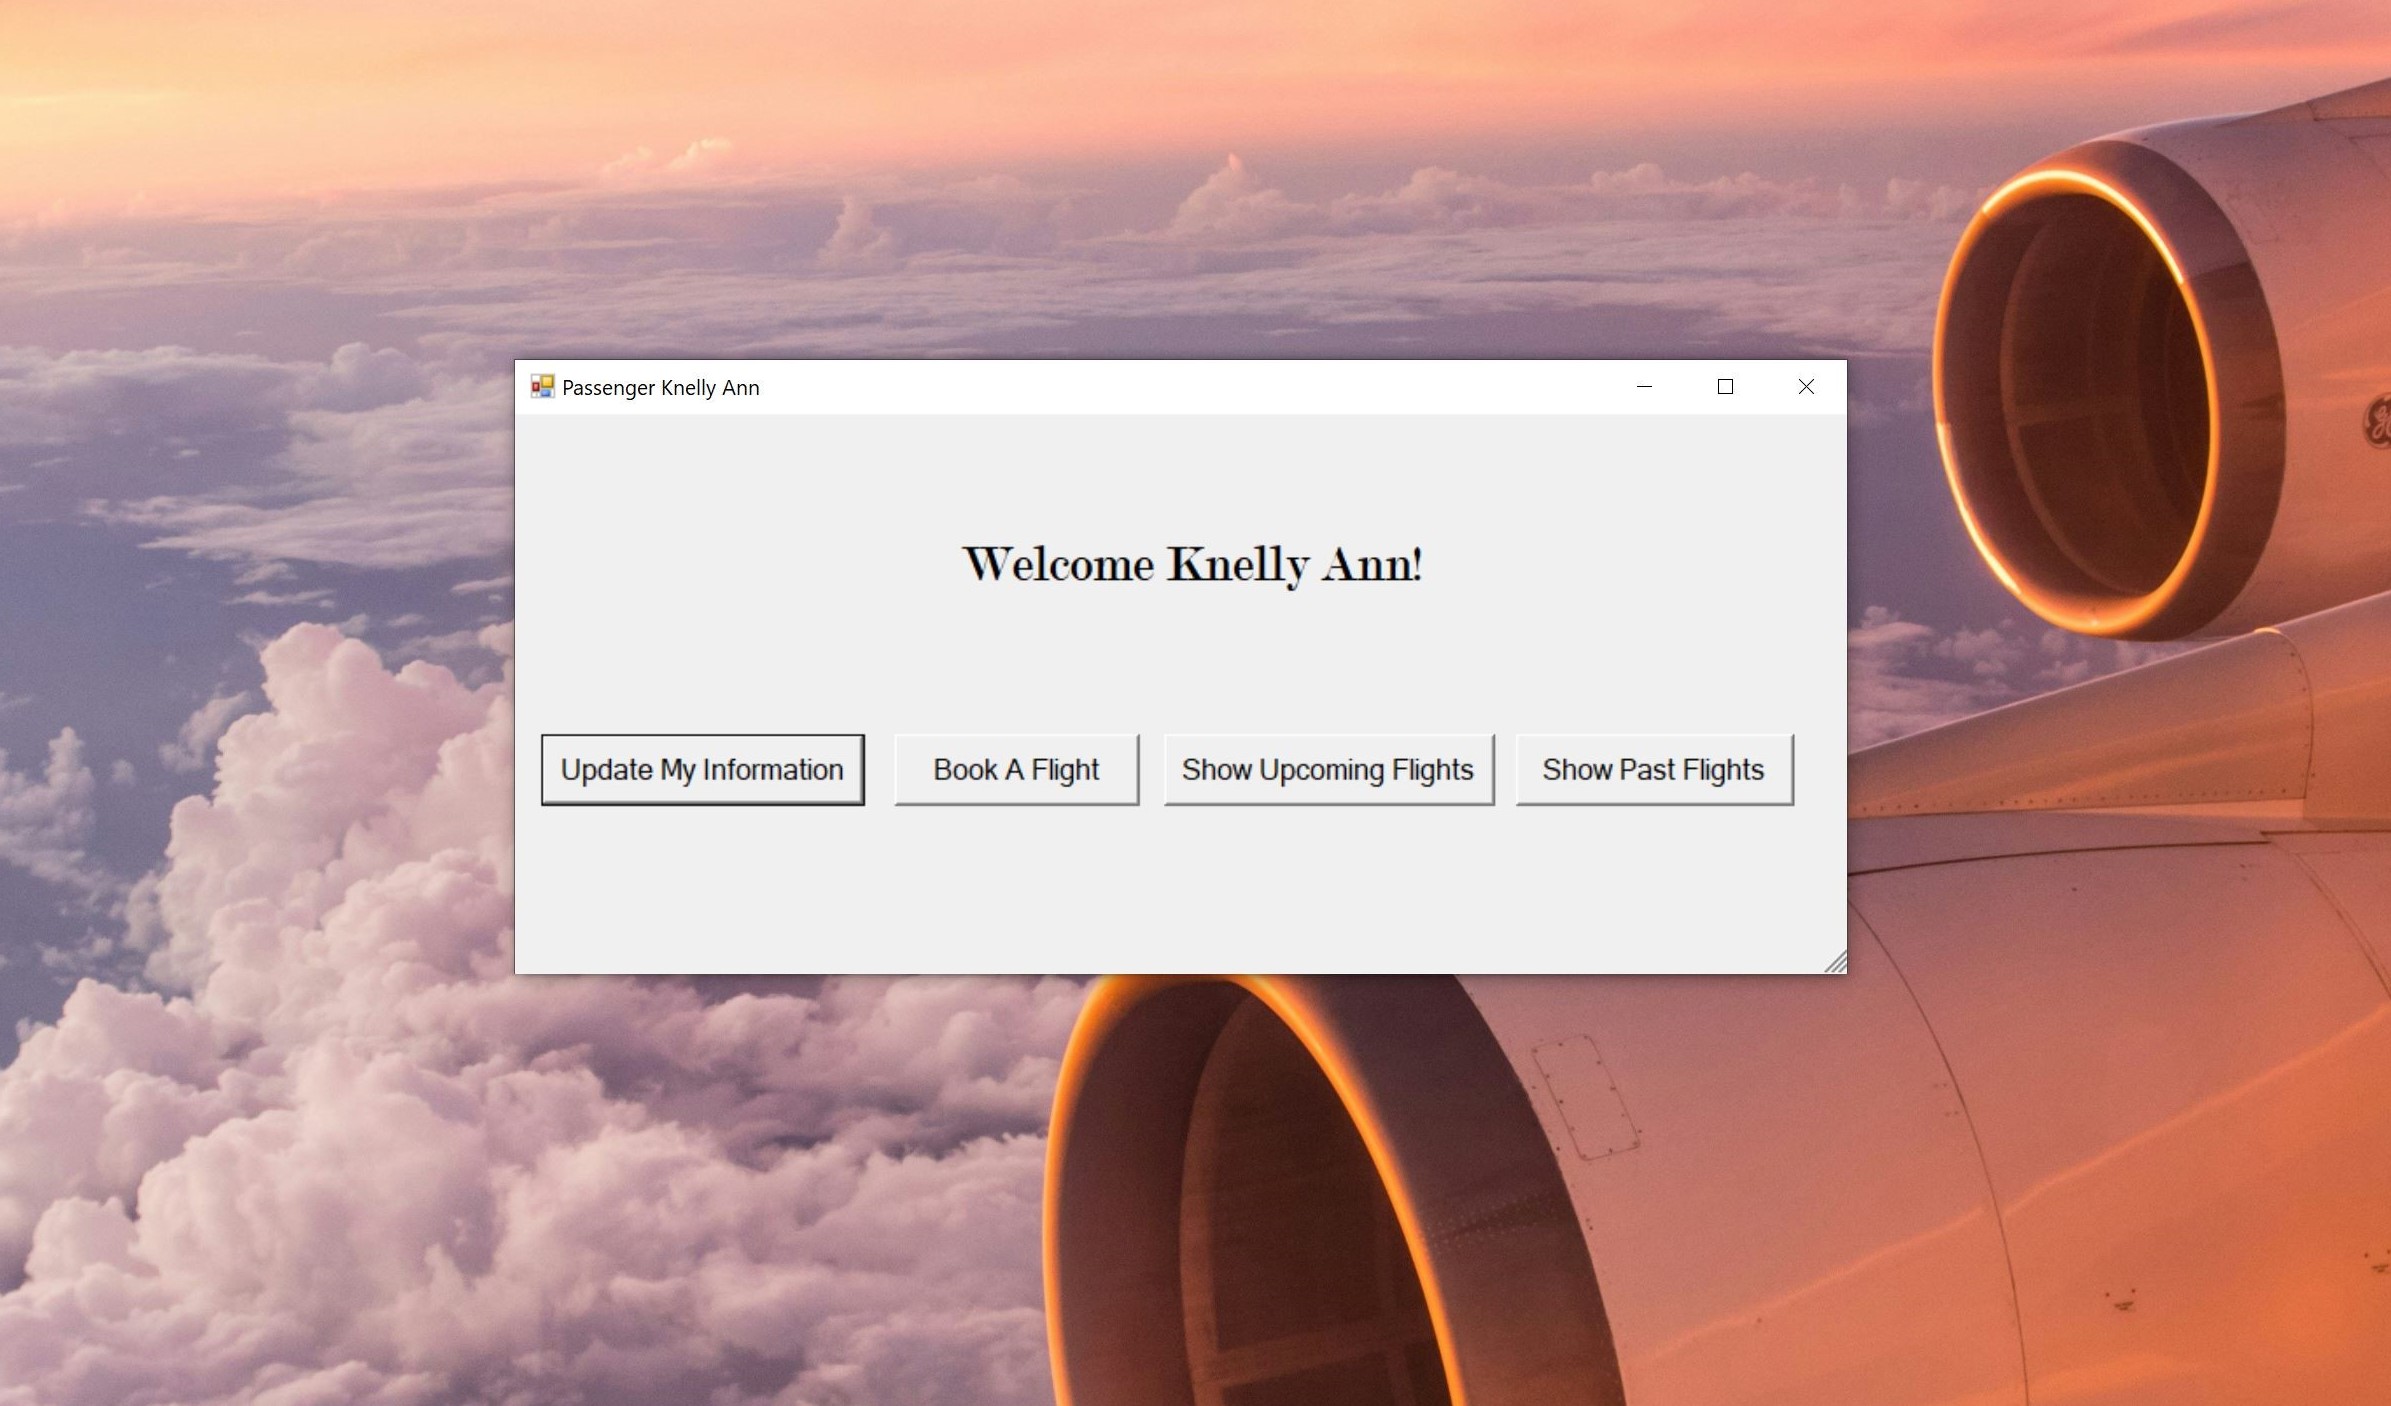 Passenger Knelly Ann
Welcome Knelly Ann!
Update My Information
Book A Flight
Show Upcoming Flights
Show Past Flights